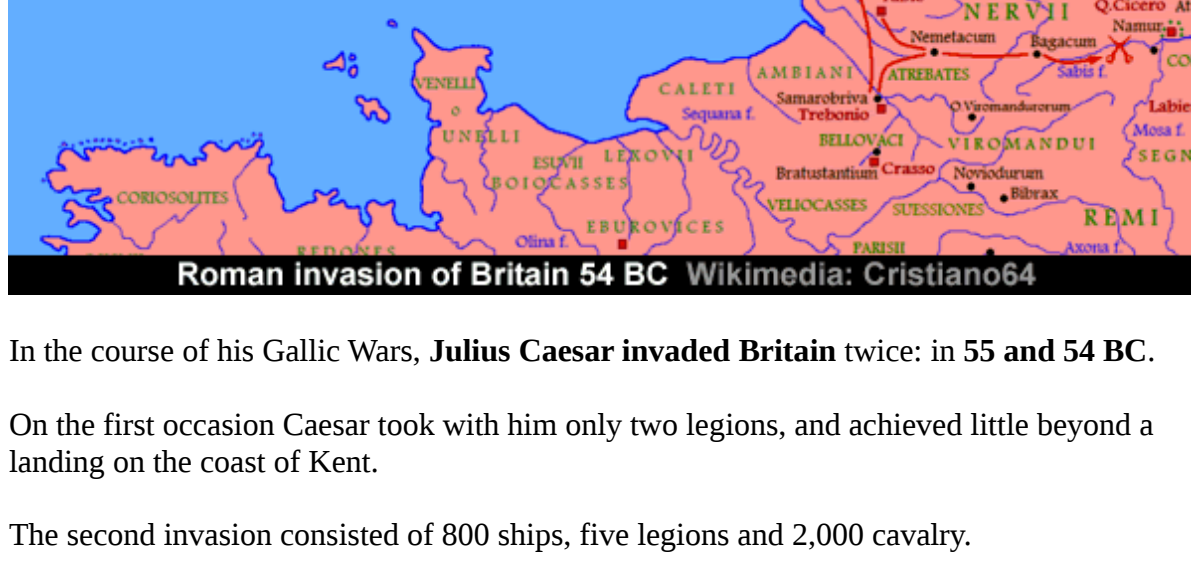 NERVII
Q.Cicero
Nemetacum
Bagacum
Namur
VENELLI
o
UNELLI
CALETI
AMBIANI
ATREBATES
Sabis f.
CO
Sequana f.
Samarobriva
Trebonio
O.Viromandurorum
Labie
BELLOVACI
VIROMANDUI
Mosa f.
ESUVII
LEXOVII
SEGN
BOIOCASSES
Bratustantium
Crasso
Noviodurum
Bibrax
CORIOSOLITES
VELIOCASSES
SUESSIONES
REMI
EBUROVICES
Olina f.
REDONES
PARISII
Axona f.
Roman invasion of Britain 54 BC Wikimedia: Cristiano64
In the course of his Gallic Wars, Julius Caesar invaded Britain twice: in 55 and 54 BC.
On the first occasion Caesar took with him only two legions, and achieved little beyond a
landing on the coast of Kent.
The second invasion consisted of 800 ships, five legions and 2,000 cavalry.